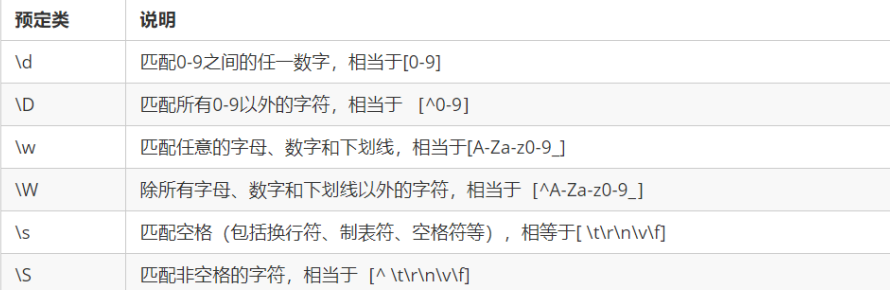 预定类 说明
\d 匹配0-9之间的任一数字，相当于[0-9]
\D 匹配所有0-9以外的字符，相当于 [^0-9]
\w 匹配任意的字母、数字和下划线，相当于[A-Za-z0-9_]
\W 除所有字母、数字和下划线以外的字符，相当于 [^A-Za-z0-9_]
\s 匹配空格（包括换行符、制表符、空格符等），相等于[ \t\r\n\v\f]
\S 匹配非空格的字符，相当于 [^ \t\r\n\v\f]